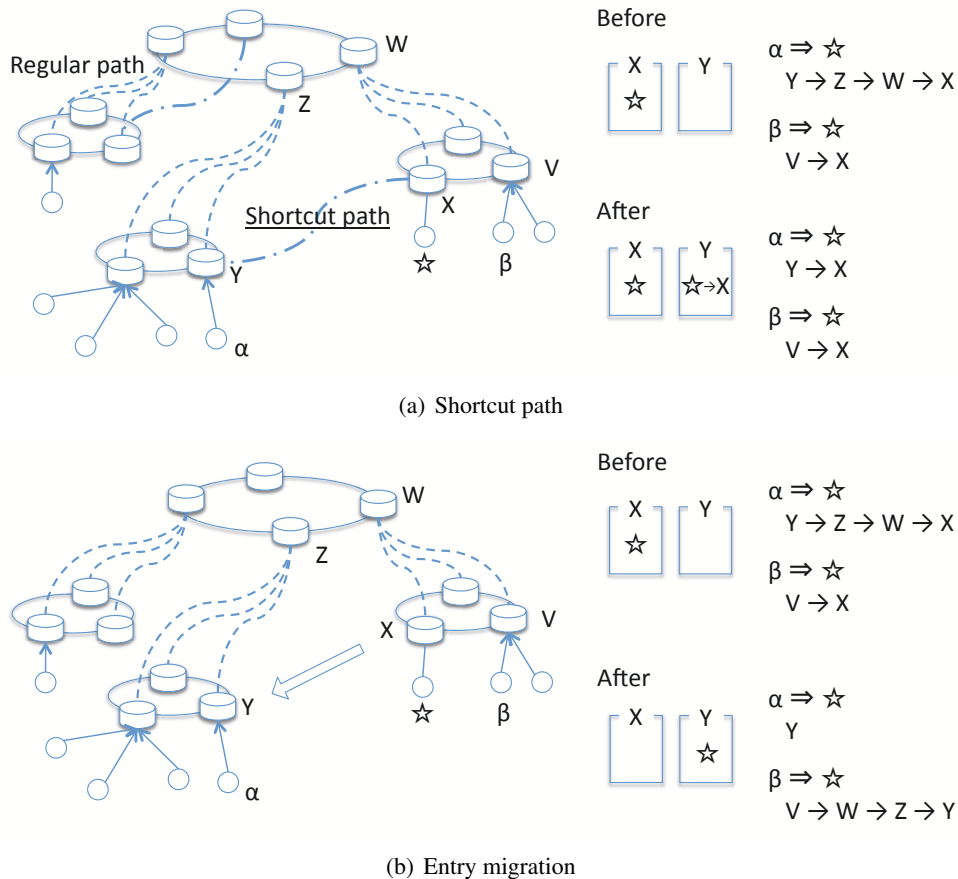 W
Regular path
Z
V
X
Shortcut path
Y
☆
β
α
Before
X Y
☆
α ⇒ ☆
Y → Z → W → X
β ⇒ ☆
V → X
After
X Y
☆ ☆→X
α ⇒ ☆
Y → X
β ⇒ ☆
V → X
(a) Shortcut path
W
Z
X
V
Y
☆
β
α
Before
X Y
☆
α ⇒ ☆
Y → Z → W → X
β ⇒ ☆
V → X
After
X Y
☆
α ⇒ ☆
Y
β ⇒ ☆
V → W → Z → Y
(b) Entry migration